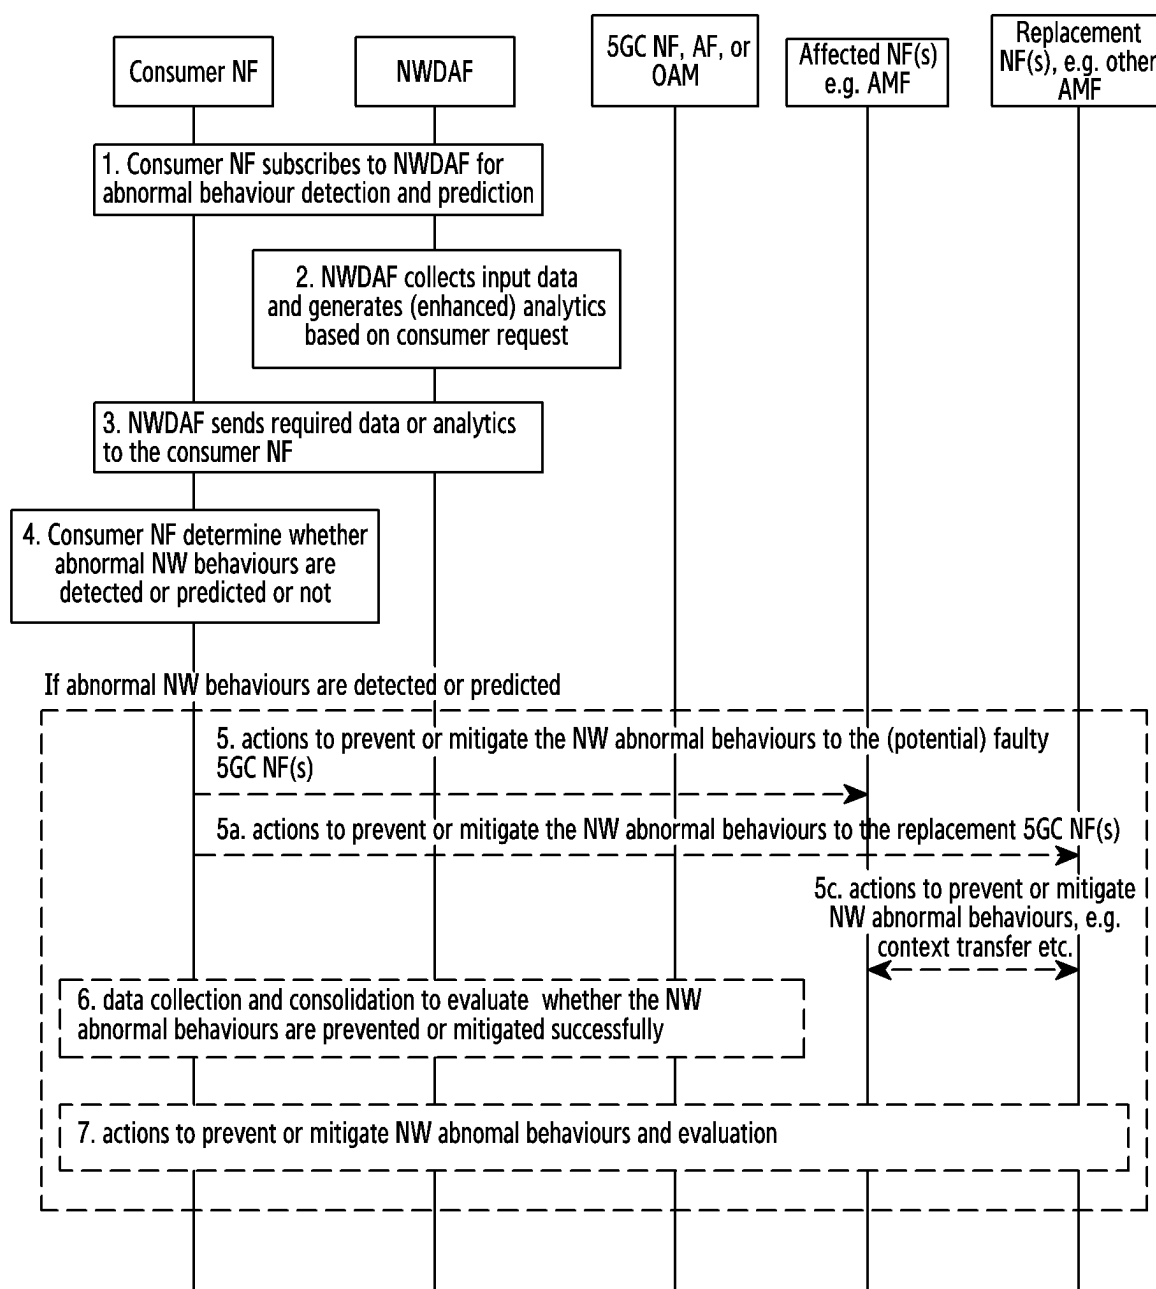 Consumer NF
NWDAF
5GC NF, AF, or
OAM
Affected NF(s)
e.g. AMF
Replacement
NF(s), e.g. other
AMF
1. Consumer NF subscribes to NWDAF for
abnormal behaviour detection and prediction
2. NWDAF collects input data
and generates (enhanced) analytics
based on consumer request
3. NWDAF sends required data or analytics
to the consumer NF
4. Consumer NF determine whether
abnormal NW behaviours are
detected or predicted or not
If abnormal NW behaviours are detected or predicted
5. actions to prevent or mitigate the NW abnormal behaviours to the (potential) faulty
5GC NF(s)
5a. actions to prevent or mitigate the NW abnormal behaviours to the replacement 5GC NF(s)
5c. actions to prevent or mitigate
NW abnormal behaviours, e.g.
context transfer etc.
6. data collection and consolidation to evaluate whether the NW
abnormal behaviours are prevented or mitigated successfully
7. actions to prevent or mitigate NW abnomal behaviours and evaluation